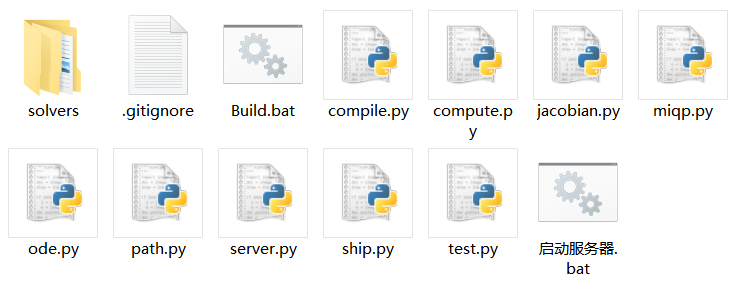 solvers
.gitignore
Build.bat
compile.py
compute.p
y
jacobian.py
miqp.py
ode.py
path.py
server.py
ship.py
test.py
启动服务器.
bat